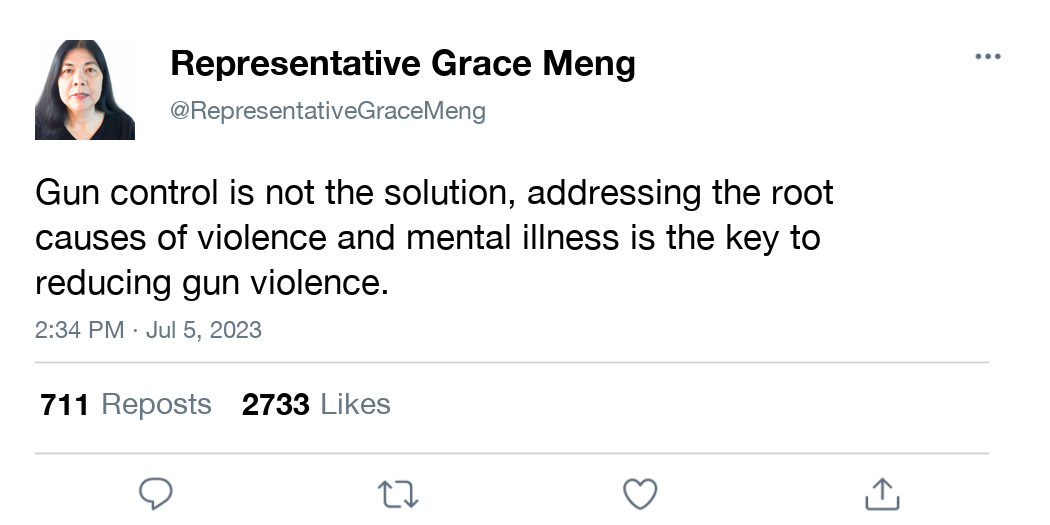 Representative Grace Meng
@RepresentativeGraceMeng
Gun control is not the solution, addressing the root
causes of violence and mental illness is the key to
reducing gun violence.
2:34 PM · Jul 5, 2023
711 Reposts 2733 Likes